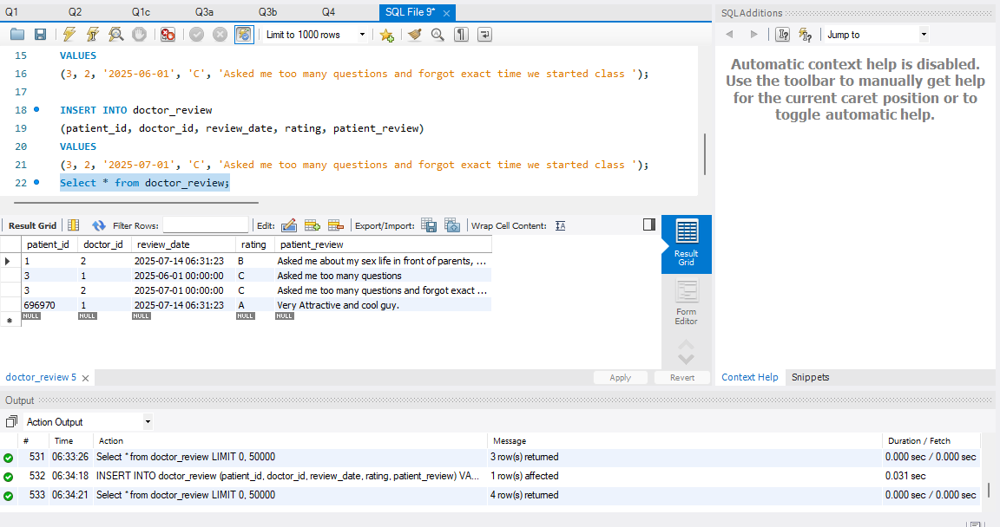 Q1 Q2 Q1c Q3a Q3b Q4 SQL File 9* SQLAdditions
Limit to 1000 rows Jump to
15 VALUES
16 (3, 2, '2025-06-01', 'C', 'Asked me too many questions and forgot exact time we started class ');
17
18 INSERT INTO doctor_review
19 (patient_id, doctor_id, review_date, rating, patient_review)
20 VALUES
21 (3, 2, '2025-07-01', 'C', 'Asked me too many questions and forgot exact time we started class ');
22 Select * from doctor_review;
Automatic context help is disabled.
Use the toolbar to manually get help
for the current caret position or to
toggle automatic help.
Result Grid Filter Rows: Edit: Export/Import: Wrap Cell Content:
patient_id doctor_id review_date rating patient_review
1 2 2025-07-14 06:31:23 B Asked me about my sex life in front of parents, ...
3 1 2025-06-01 00:00:00 C Asked me too many questions
3 2 2025-07-01 00:00:00 C Asked me too many questions and forgot exact ...
696970 1 2025-07-14 06:31:23 A Very Attractive and cool guy.
NULL NULL NULL NULL NULL
Result
Grid
Form
Editor
doctor_review 5 Apply Revert Context Help Snippets
Output
Action Output
# Time Action Message Duration / Fetch
531 06:33:26 Select * from doctor_review LIMIT 0, 50000 3 row(s) returned 0.000 sec / 0.000 sec
532 06:34:18 INSERT INTO doctor_review (patient_id, doctor_id, review_date, rating, patient_review) VA... 1 row(s) affected 0.031 sec
533 06:34:21 Select * from doctor_review LIMIT 0, 50000 4 row(s) returned 0.000 sec / 0.000 sec